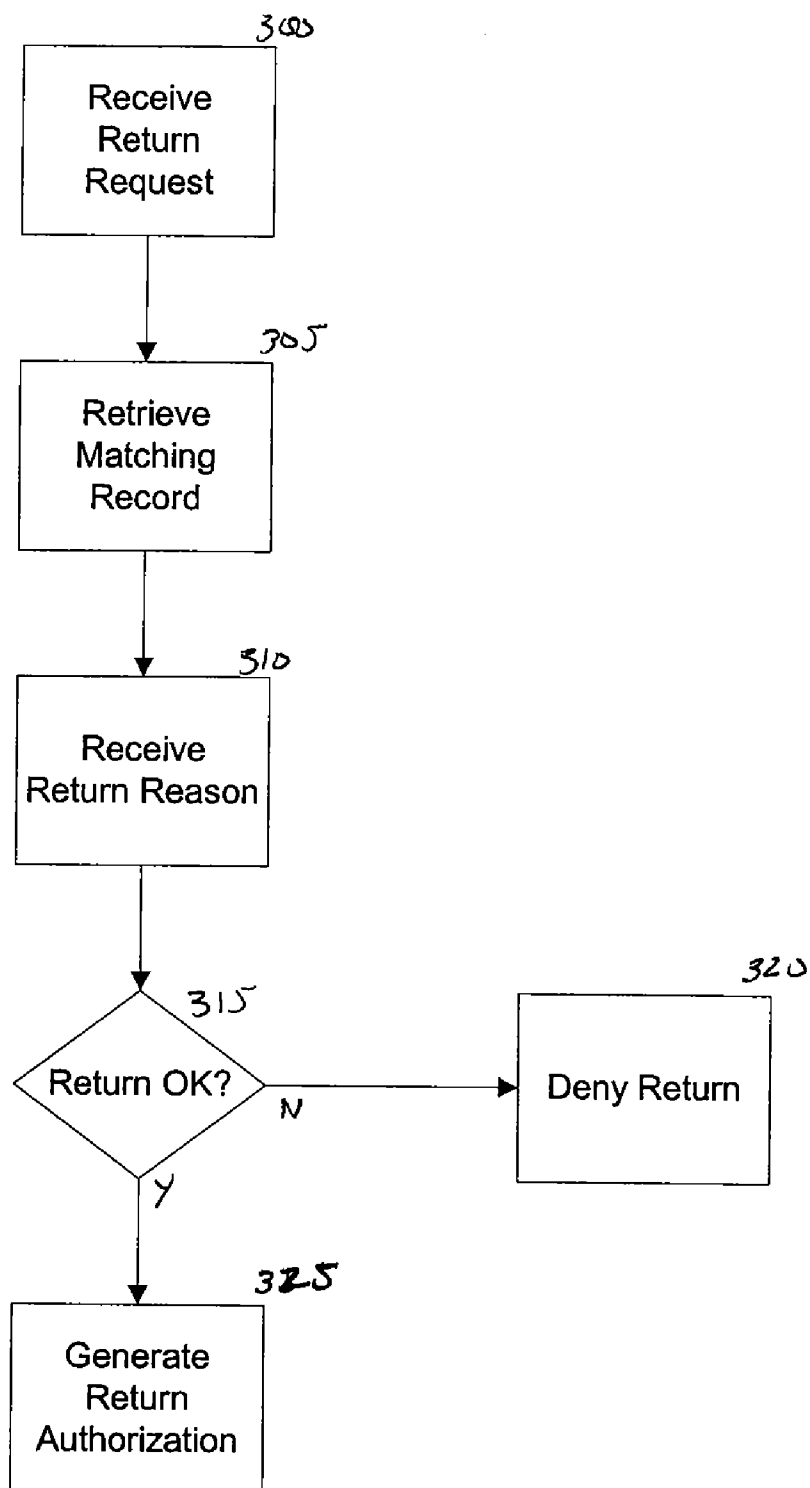 300
Receive
Return
Request
305
Retrieve
Matching
Record
310
Receive
Return Reason
315
Return OK?
N
Y
320
Deny Return
325
Generate
Return
Authorization